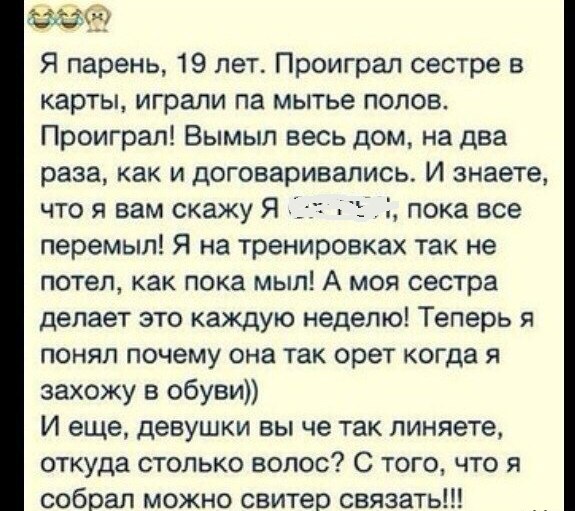 Я парень, 19 лет. Проиграл сестре в
карты, играли па мытье полов.
Проиграл! Вымыл весь дом, на два
раза, как и договаривались. И знаете,
что я вам скажу Я , пока все
перемыл! Я на тренировках так не
потел, как пока мыл! А моя сестра
делает это каждую неделю! Теперь я
понял почему она так орет когда я
захожу в обуви))
И еще, девушки вы че так линяете,
откуда столько волос? С того, что я
собрал можно свитер связать!!!